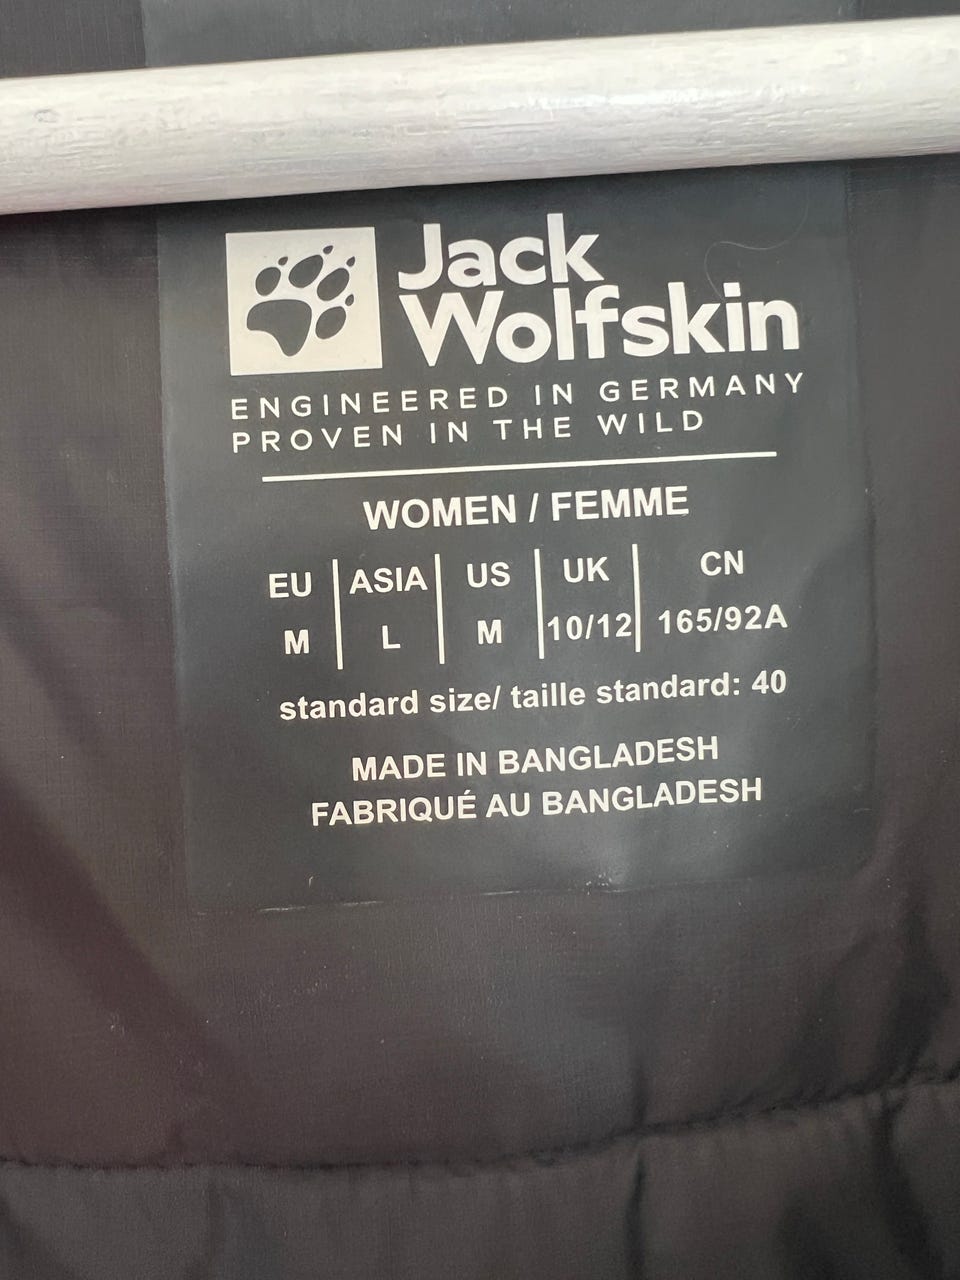 Jack
Wolfskin
ENGINEERED IN GERMANY
PROVEN IN THE WILD
WOMEN / FEMME
EU | ASIA | US | UK | CN
M | L | M | 10/12 | 165/92A
standard size/ taille standard: 40
MADE IN BANGLADESH
FABRIQUÉ AU BANGLADESH